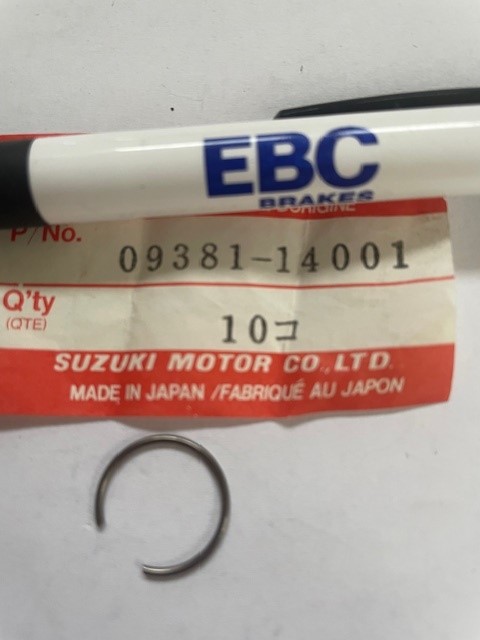 EBC
BRAKES
P/No.
09381-14001
Q'ty
(QTE)
10コ
SUZUKI MOTOR CO.,LTD.
MADE IN JAPAN /FABRIQUÉ AU JAPON